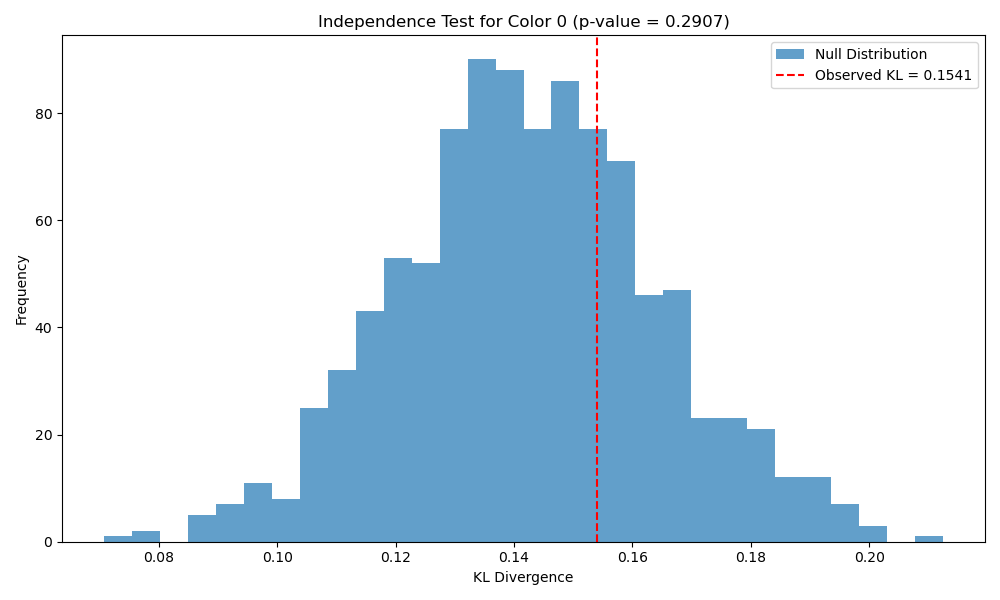 Independence Test for Color 0 (p-value = 0.2907)
Null Distribution
Observed KL = 0.1541
Frequency
80
60
40
20
0
0.08 0.10 0.12 0.14 0.16 0.18 0.20
KL Divergence